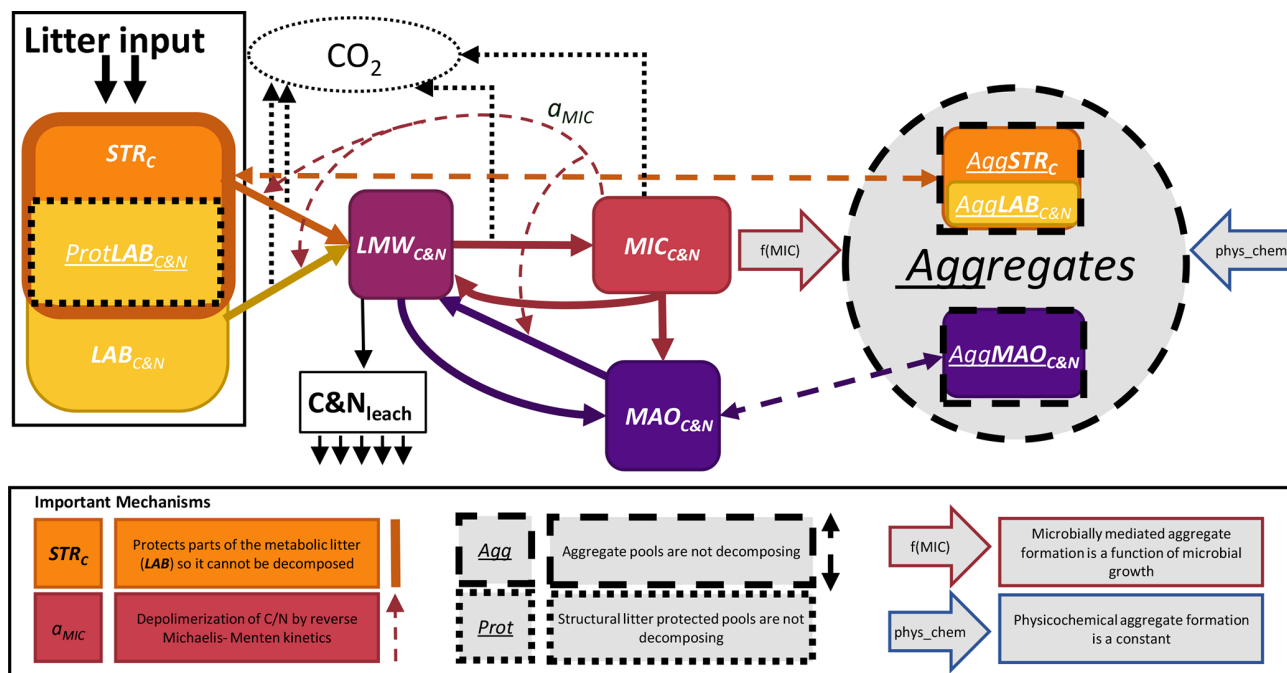 Litter input
CO2
aMIC
STRC
ProtLABC&N
LABC&N
LMWC&N
MICC&N
MAOC&N
C&Nleach
f(MIC)
AggSTRC
AggLABC&N
Aggregates
AggMAOC&N
phys_chem
Important Mechanisms
STRC
Protects parts of the metabolic litter
(LAB) so it cannot be decomposed
aMIC
Depolimerization of C/N by reverse
Michaelis- Menten kinetics
Agg
Aggregate pools are not decomposing
Prot
Structural litter protected pools are not
decomposing
f(MIC)
Microbially mediated aggregate
formation is a function of microbial
growth
phys_chem
Physicochemical aggregate formation
is a constant